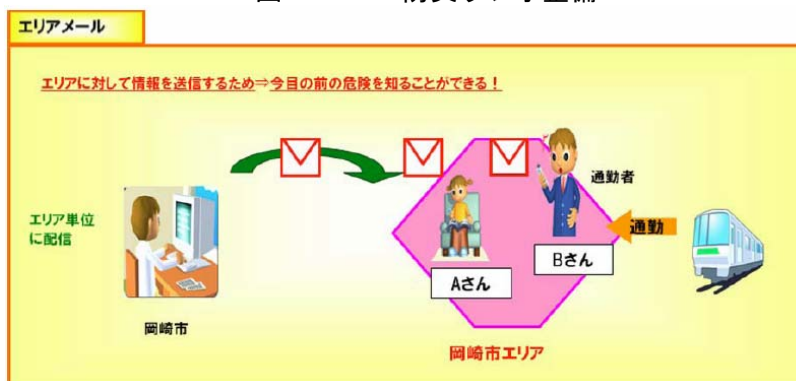 エリアメール
エリアに対して情報を送信するため⇒今目の前の危険を知ることができる！
通勤者
エリア単位
に配信
通勤
Bさん
Aさん
岡崎市
岡崎市エリア